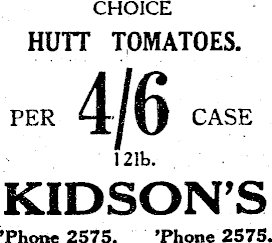 CHOICE
HUTT TOMATOES.
PER 4/6 CASE
12lb.
KIDSON'S
'Phone 2575. 'Phone 2575.